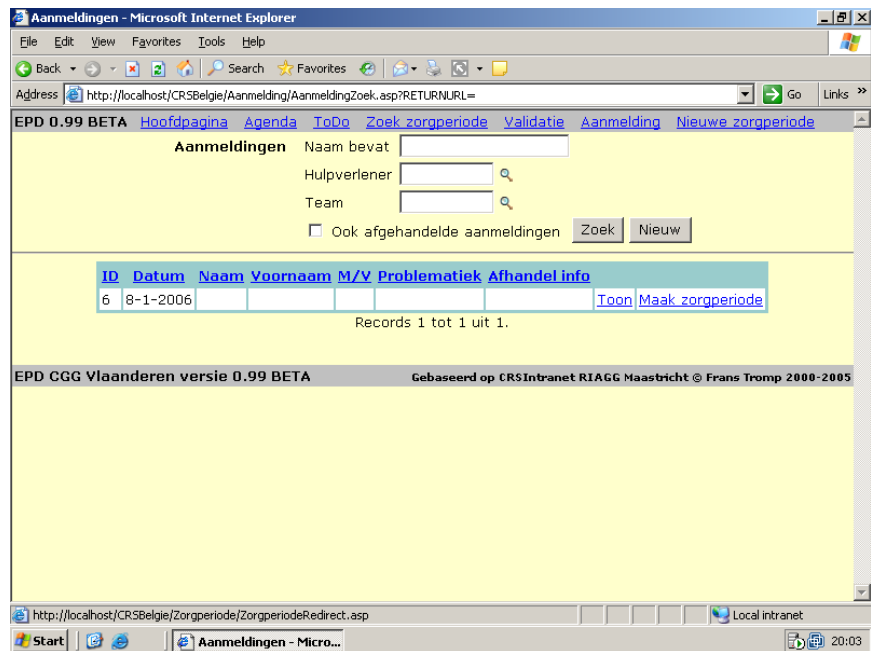 Aanmeldingen - Microsoft Internet Explorer
File Edit View Favorites Tools Help
Back Search Favorites
Address http://localhost/CRSBelgie/Aanmelding/AanmeldingZoek.asp?RETURNURL= Go Links »
EPD 0.99 BETA Hoofdpagina Agenda ToDo Zoek zorgperiode Validatie Aanmelding Nieuwe zorgperiode
Aanmeldingen Naam bevat
Hulpverlener
Team
Ook afgehandelde aanmeldingen Zoek Nieuw
ID Datum Naam Voornaam M/V Problematiek Afhandel info
6 8-1-2006 Toon Maak zorgperiode
Records 1 tot 1 uit 1.
EPD CGG Vlaanderen versie 0.99 BETA Gebaseerd op CRSIntranet RIAGG Maastricht © Frans Tromp 2000-2005
http://localhost/CRSBelgie/Zorgperiode/ZorgperiodeRedirect.asp Local intranet
Start Aanmeldingen - Micro... 20:03